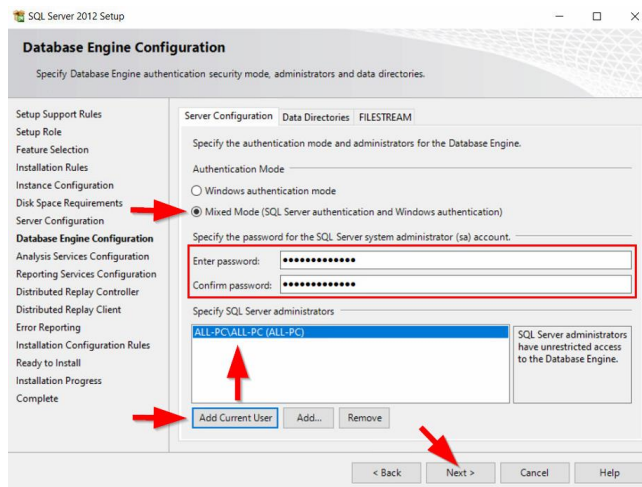 SQL Server 2012 Setup
Database Engine Configuration
Specify Database Engine authentication security mode, administrators and data directories.
Setup Support Rules
Setup Role
Feature Selection
Installation Rules
Instance Configuration
Disk Space Requirements
Server Configuration
Database Engine Configuration
Analysis Services Configuration
Reporting Services Configuration
Distributed Replay Controller
Distributed Replay Client
Error Reporting
Installation Configuration Rules
Ready to Install
Installation Progress
Complete
Server Configuration Data Directories FILESTREAM
Specify the authentication mode and administrators for the Database Engine.
Authentication Mode
Windows authentication mode
Mixed Mode (SQL Server authentication and Windows authentication)
Specify the password for the SQL Server system administrator (sa) account.
Enter password: ●●●●●●●●●●●●●
Confirm password: ●●●●●●●●●●●●●
Specify SQL Server administrators
ALL-PC\ALL-PC (ALL-PC)
SQL Server administrators
have unrestricted access
to the Database Engine.
Add Current User Add... Remove
< Back Next > Cancel Help